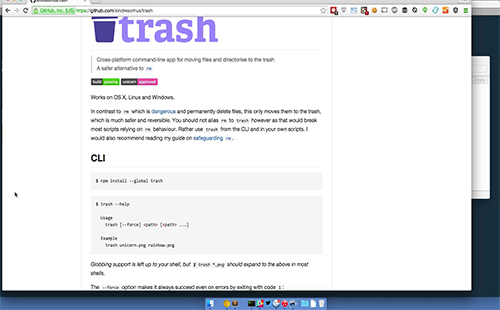 GitHub, Inc. [US] https://github.com/sindresorhus/trash
trash
Cross-platform command-line app for moving files and directories to the trash
A safer alternative to rm
build passing unicorn approved
Works on OS X, Linux and Windows.
In contrast to rm which is dangerous and permanently delete files, this only moves them to the trash,
which is much safer and reversible. You should not alias rm to trash however as that would break
most scripts relying on rm behaviour. Rather use trash from the CLI and in your own scripts. I
would also recommend reading my guide on safeguarding rm.
CLI
$ npm install --global trash
$ trash --help
Usage
trash [--force] <path> [<path> ...]
Example
trash unicorn.png rainbow.png
Globbing support is left up to your shell, but $ trash *.png should expand to the above in most
shells.
The --force option makes it always succeed even on errors by exiting with code 1: